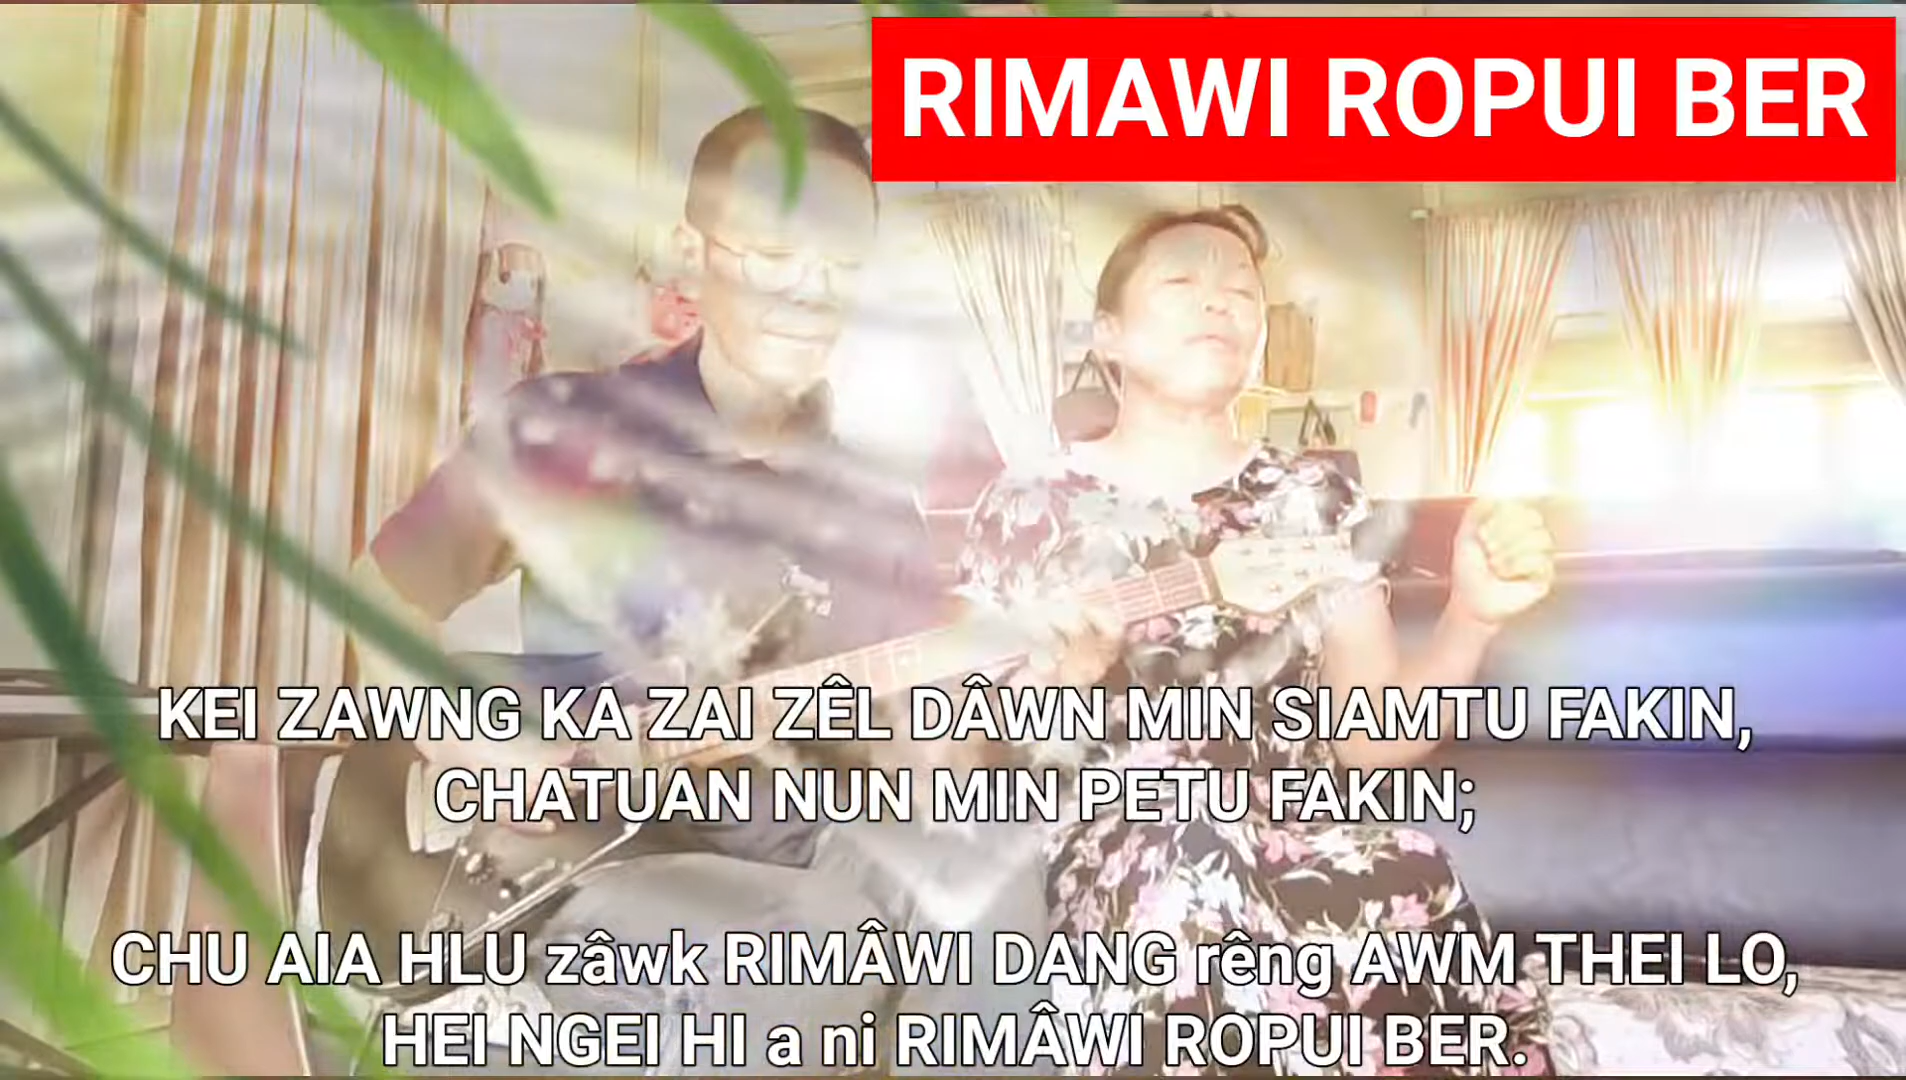 RIMAWI ROPUI BER
KEI ZAWNG KA ZAI ZÊL DÂWN MIN SIAMTU FAKIN,
CHATUAN NUN MIN PETU FAKIN;
CHU AIA HLU zâwk RIMÂWI DANG rêng AWM THEI LO,
HEI NGEI HI a ni RIMÂWI ROPUI BER.